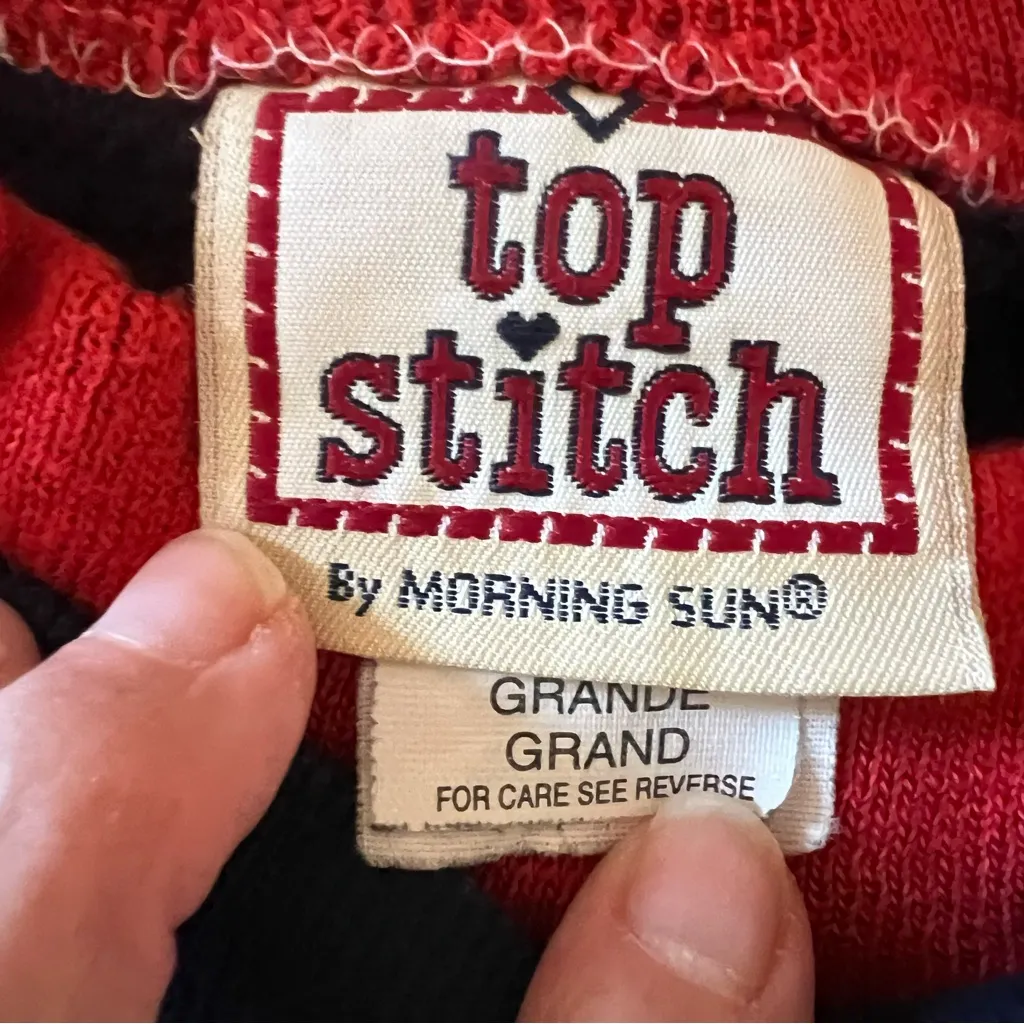 top
stitch
By MORNING SUN®
GRANDE
GRAND
FOR CARE SEE REVERSE